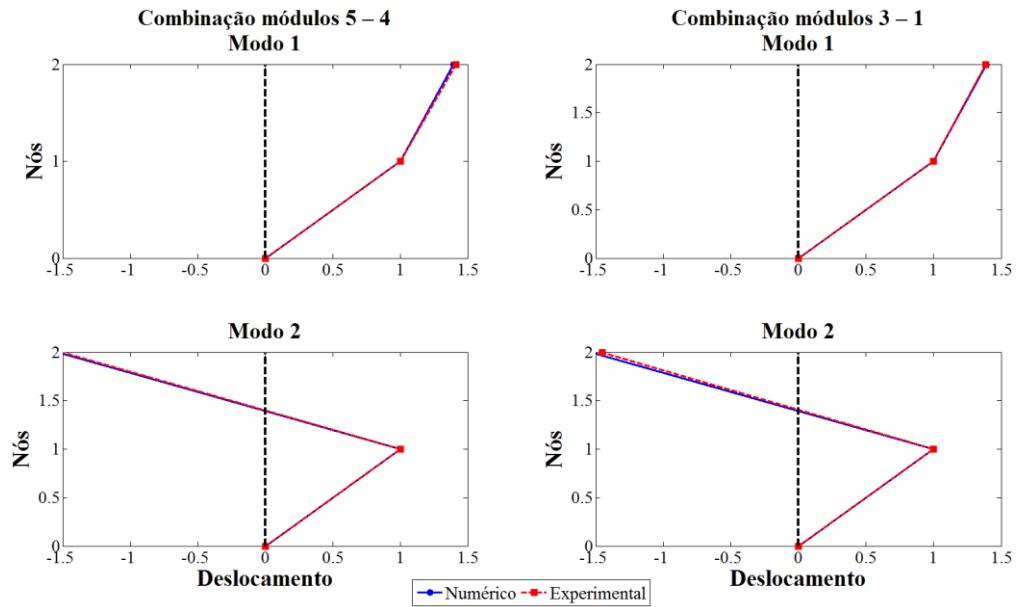 Combinação módulos 5 – 4
Modo 1
2
1
0
Nós
-1.5 -1 -0.5 0 0.5 1 1.5
Combinação módulos 3 – 1
Modo 1
2
1.5
1
0.5
0
Nós
-1.5 -1 -0.5 0 0.5 1 1.5
Modo 2
2
1.5
1
0.5
0
Nós
-1.5 -1 -0.5 0 0.5 1 1.5
Deslocamento
Modo 2
2
1.5
1
0.5
0
Nós
-1.5 -1 -0.5 0 0.5 1 1.5
Deslocamento
Numérico Experimental